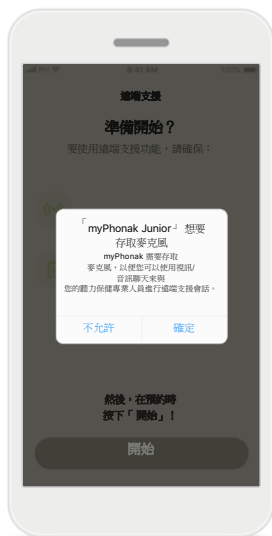 9:41 AM
100%
遠端支援
準備開始？
要使用遠端支援功能，請確保：
「myPhonak Junior」想要
存取麥克風
myPhonak 需要存取
麥克風，以便您可以使用視訊/
音訊聊天來與
您的聽力保健專業人員進行遠端支援會話。
不允許
確定
然後，在預約時
按下「開始」！
開始